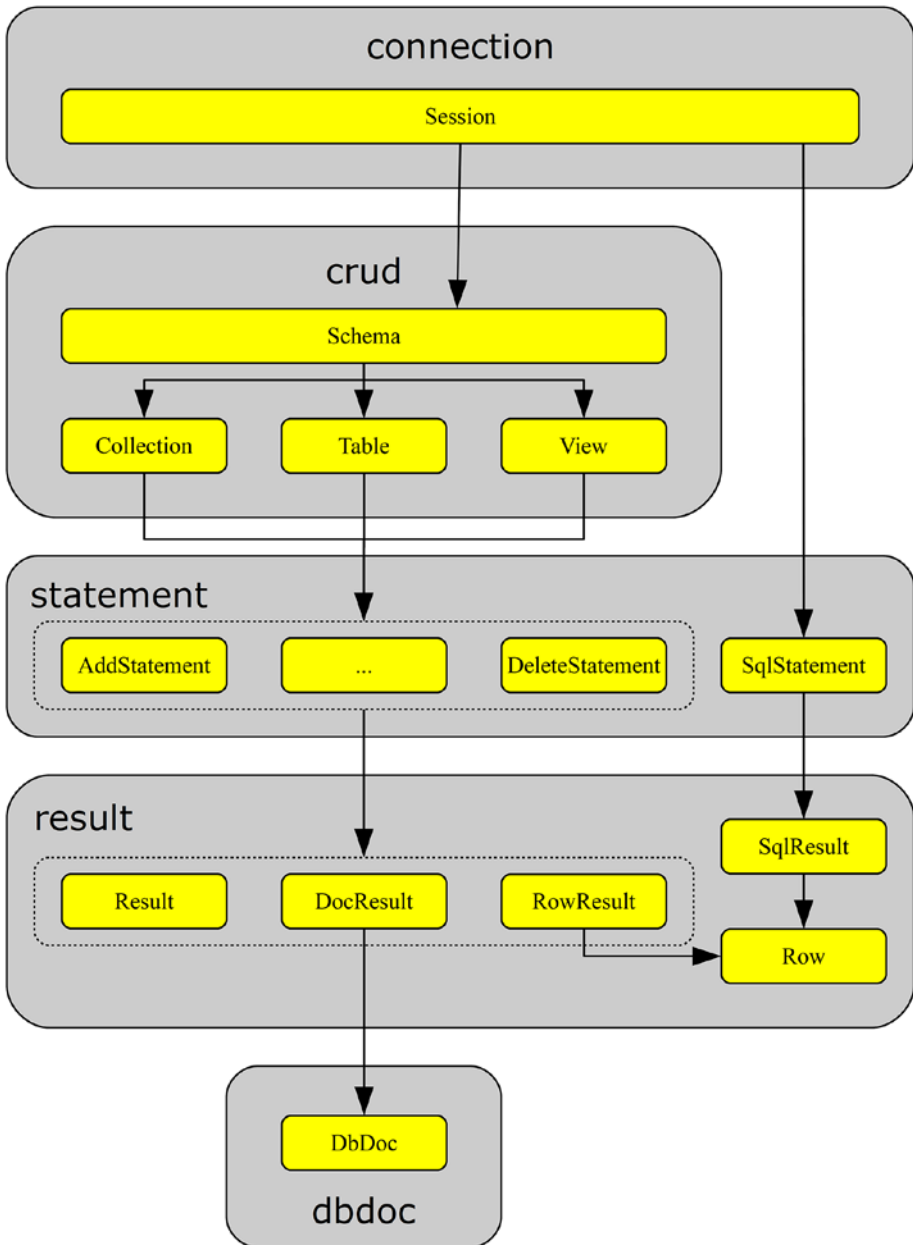 connection
Session
crud
Schema
Collection
Table
View
statement
AddStatement
...
DeleteStatement
SqlStatement
result
SqlResult
Result
DocResult
RowResult
Row
DbDoc
dbdoc